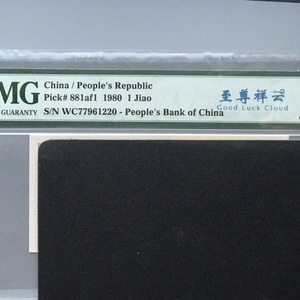 MG
GUARANTY
China / People's Republic
Pick# 881af1 1980 1 Jiao
S/N WC77961220 - People's Bank of China
至尊祥云
Good Luck Cloud